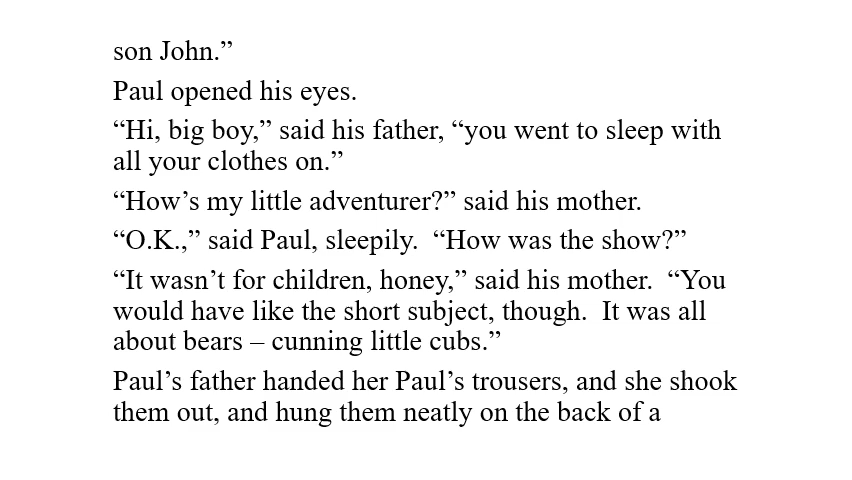 son John.”
Paul opened his eyes.
“Hi, big boy,” said his father, “you went to sleep with
all your clothes on.”
“How’s my little adventurer?” said his mother.
“O.K.,” said Paul, sleepily.  “How was the show?”
“It wasn’t for children, honey,” said his mother.  “You
would have like the short subject, though.  It was all
about bears – cunning little cubs.”
Paul’s father handed her Paul’s trousers, and she shook
them out, and hung them neatly on the back of a